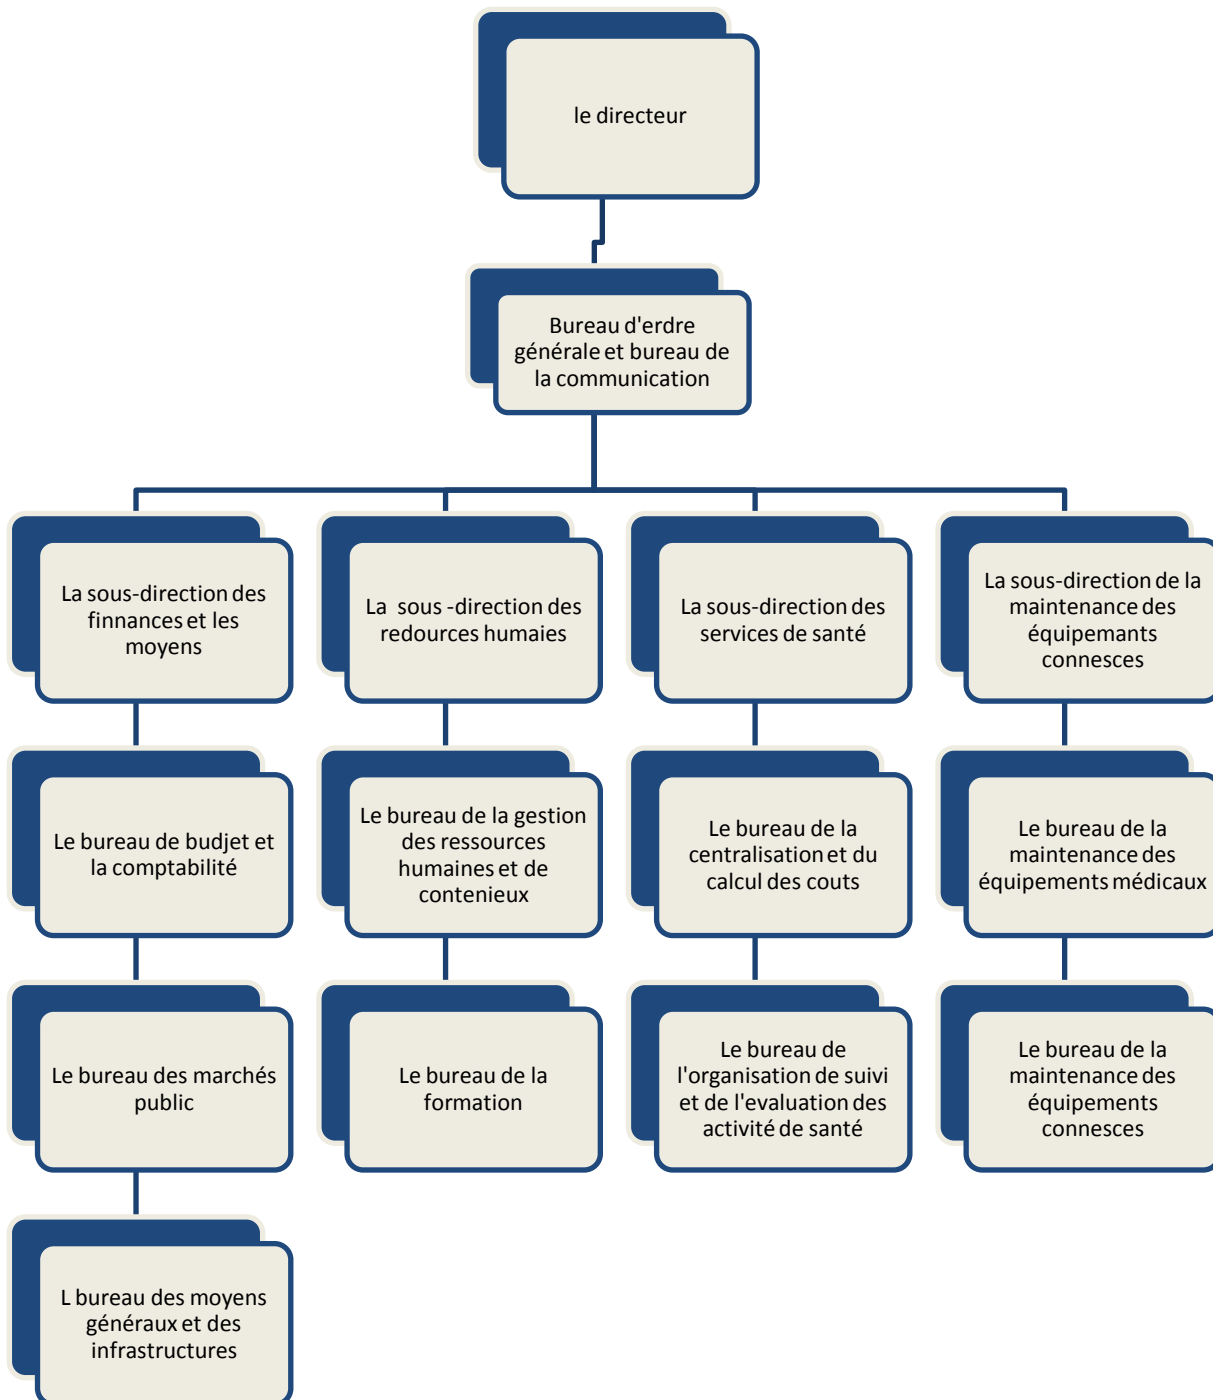 le directeur
Bureau d'erdre
générale et bureau de
la communication
La sous-direction des
finnances et les
moyens
La sous -direction des
redources humaies
La sous-direction des
services de santé
La sous-direction de la
maintenance des
équipemants
connesces
Le bureau de budjet et
la comptabilité
Le bureau de la gestion
des ressources
humaines et de
contenieux
Le bureau de la
centralisation et du
calcul des couts
Le bureau de la
maintenance des
équipements médicaux
Le bureau des marchés
public
Le bureau de la
formation
Le bureau de
l'organisation de suivi
et de l'evaluation des
activité de santé
Le bureau de la
maintenance des
équipements
connesces
L bureau des moyens
généraux et des
infrastructures